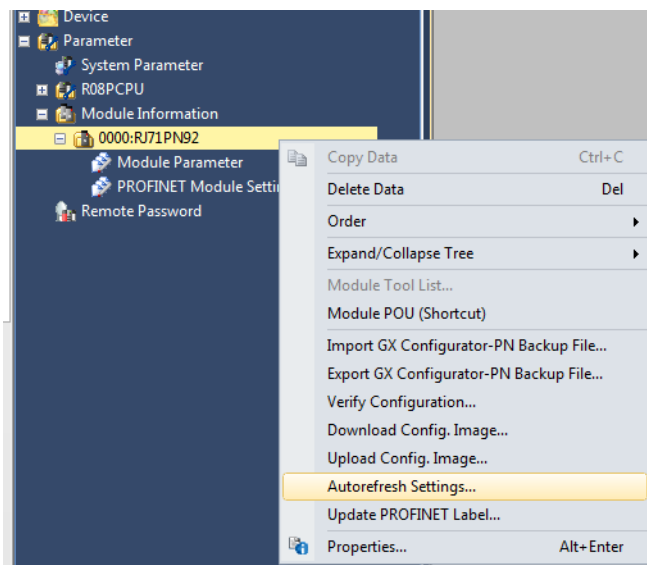 Device
Parameter
System Parameter
R08PCPU
Module Information
0000:RJ71PN92
Module Parameter
PROFINET Module Setti
Remote Password
Copy Data Ctrl+C
Delete Data Del
Order
Expand/Collapse Tree
Module Tool List...
Module POU (Shortcut)
Import GX Configurator-PN Backup File...
Export GX Configurator-PN Backup File...
Verify Configuration...
Download Config. Image...
Upload Config. Image...
Autorefresh Settings...
Update PROFINET Label...
Properties... Alt+Enter